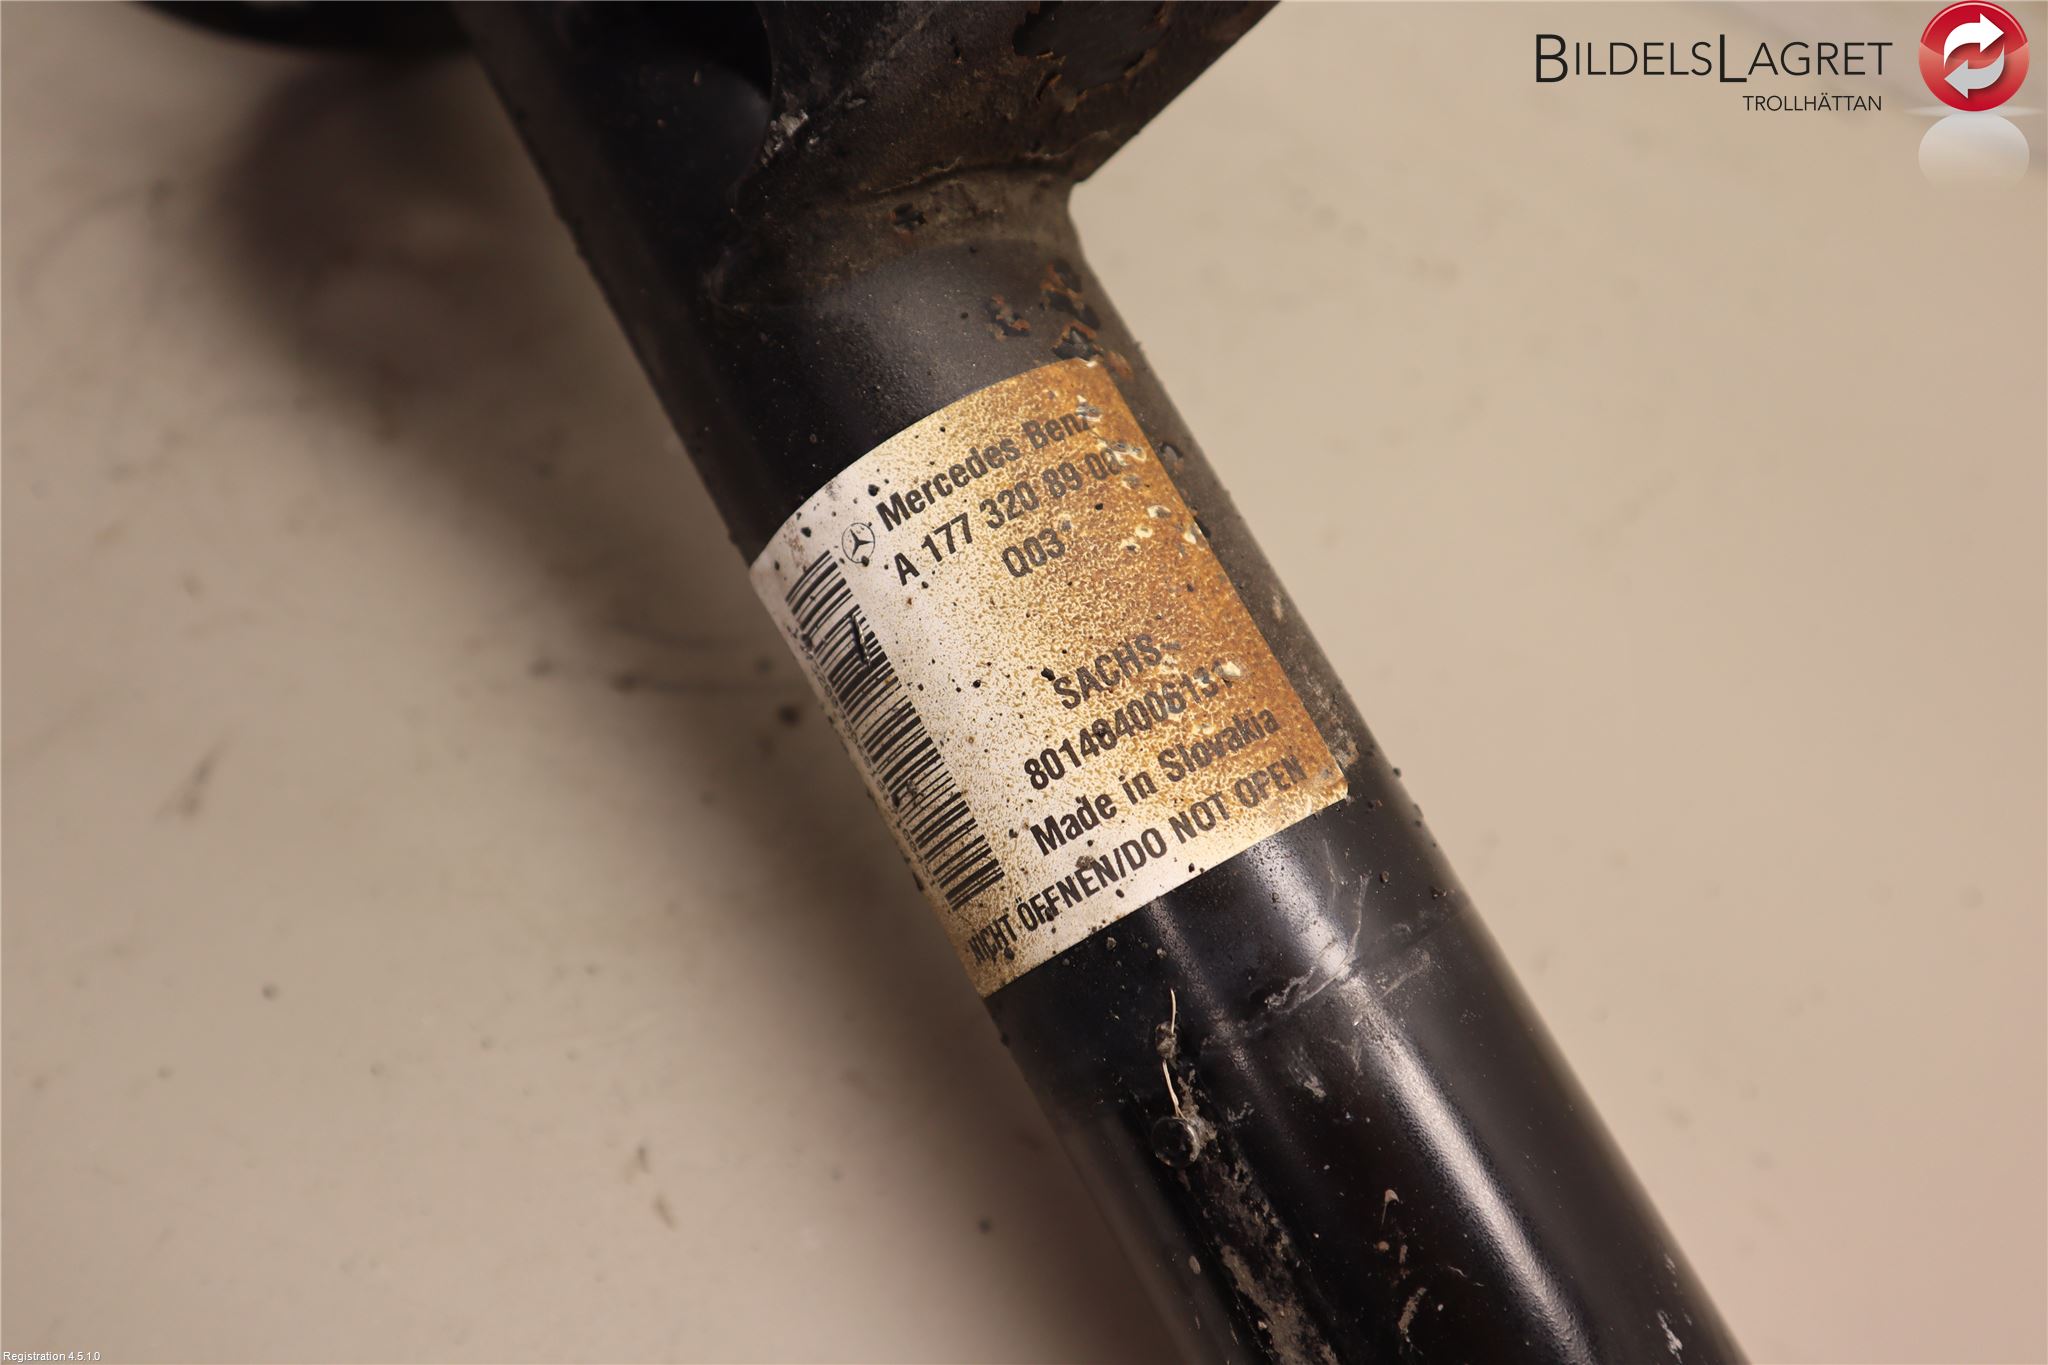 BILDELSLAGRET
TROLLHÄTTAN
Mercedes Benz
A 177 320 89 00
Q03
SACHS
801484006131
Made in Slovakia
NICHT ÖFFNEN/DO NOT OPEN
Registration 4.5.1.0